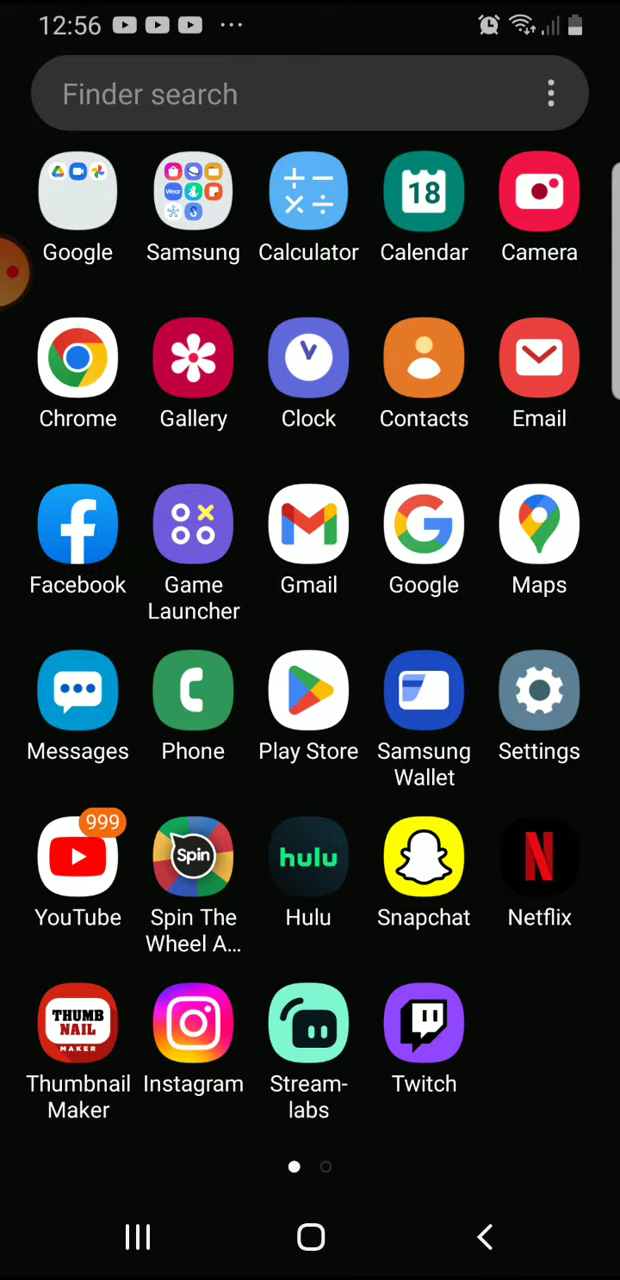 12:56
Finder search
Wear
18
Google Samsung Calculator Calendar Camera
Chrome Gallery Clock Contacts Email
Facebook Game Launcher Gmail Google Maps
Messages Phone Play Store Samsung Wallet Settings
999
Spin
hulu
N
YouTube Spin The Wheel A... Hulu Snapchat Netflix
THUMB
NAIL
MAKER
Thumbnail Maker Instagram Stream-labs Twitch